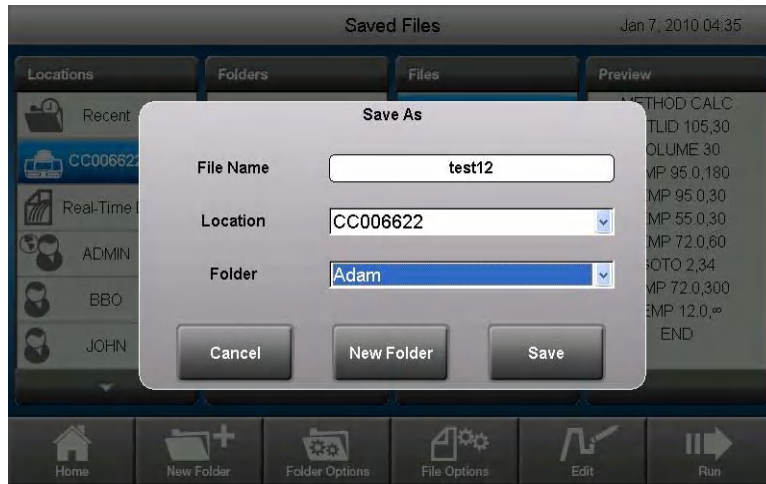 Saved Files
Jan 7, 2010 04:35
Locations
Folders
Files
Preview
Recent
CC006622
Real-Time
ADMIN
BBO
JOHN
Save As
File Name
test12
Location
CC006622
Folder
Adam
Cancel
New Folder
Save
METHOD CALC
TLID 105,30
OLUME 30
MP 95.0,180
MP 95.0,30
MP 55.0,30
MP 72.0,60
OTO 2,34
MP 72.0,300
EMP 12.0,∞
END
Home
New Folder
Folder Options
File Options
Edit
Run